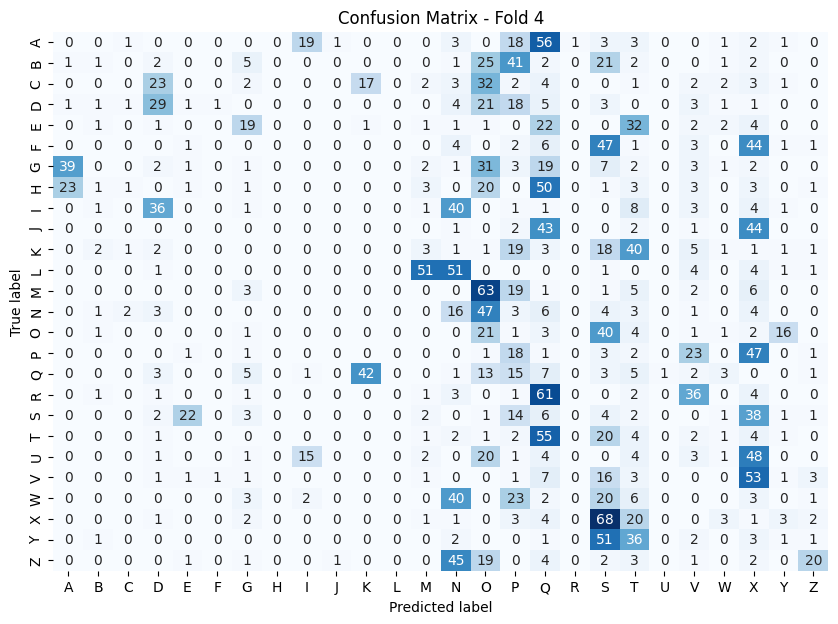 Confusion Matrix - Fold 4
A 0 0 1 0 0 0 0 0 19 1 0 0 0 3 0 18 56 1 3 3 0 0 1 2 1 0
B 1 1 0 2 0 0 5 0 0 0 0 0 0 1 25 41 2 0 21 2 0 0 1 2 0 0
C 0 0 0 23 0 0 2 0 0 0 17 0 2 3 32 2 4 0 0 1 0 2 2 3 1 0
D 1 1 1 29 1 1 0 0 0 0 0 0 0 4 21 18 5 0 3 0 0 3 1 1 0 0
E 0 1 0 1 0 0 19 0 0 0 1 0 1 1 1 0 22 0 0 32 0 2 2 4 0 0
F 0 0 0 0 1 0 0 0 0 0 0 0 0 4 0 2 6 0 47 1 0 3 0 44 1 1
G 39 0 0 2 1 0 1 0 0 0 0 0 2 1 31 3 19 0 7 2 0 3 1 2 0 0
H 23 1 1 0 1 0 1 0 0 0 0 0 3 0 20 0 50 0 1 3 0 3 0 3 0 1
I 0 1 0 36 0 0 1 0 0 0 0 0 1 40 0 1 1 0 0 8 0 3 0 4 1 0
J 0 0 0 0 0 0 0 0 0 0 0 0 0 1 0 2 43 0 0 2 0 1 0 44 0 0
K 0 2 1 2 0 0 0 0 0 0 0 0 3 1 1 19 3 0 18 40 0 5 1 1 1 1
L 0 0 0 1 0 0 0 0 0 0 0 0 51 51 0 0 0 0 1 0 0 4 0 4 1 1
M 0 0 0 0 0 0 3 0 0 0 0 0 0 0 63 19 1 0 1 5 0 2 0 6 0 0
N 0 1 2 3 0 0 0 0 0 0 0 0 0 16 47 3 6 0 4 3 0 1 0 4 0 0
O 0 1 0 0 0 0 1 0 0 0 0 0 0 0 21 1 3 0 40 4 0 1 1 2 16 0
P 0 0 0 0 1 0 1 0 0 0 0 0 0 0 1 18 1 0 3 2 0 23 0 47 0 1
Q 0 0 0 3 0 0 5 0 1 0 42 0 0 1 13 15 7 0 3 5 1 2 3 0 0 1
R 0 1 0 1 0 0 1 0 0 0 0 0 1 3 0 1 61 0 0 2 0 36 0 4 0 0
S 0 0 0 2 22 0 3 0 0 0 0 0 2 0 1 14 6 0 4 2 0 0 1 38 1 1
T 0 0 0 1 0 0 0 0 0 0 0 0 1 2 1 2 55 0 20 4 0 2 1 4 1 0
U 0 0 0 1 0 0 1 0 15 0 0 0 2 0 20 1 4 0 0 4 0 3 1 48 0 0
V 0 0 0 1 1 1 1 0 0 0 0 0 1 0 0 1 7 0 16 3 0 0 0 53 1 3
W 0 0 0 0 0 0 3 0 2 0 0 0 0 40 0 23 2 0 20 6 0 0 0 3 0 1
X 0 0 0 1 0 0 2 0 0 0 0 0 1 1 0 3 4 0 68 20 0 0 3 1 3 2
Y 0 1 0 0 0 0 0 0 0 0 0 0 0 2 0 0 1 0 51 36 0 2 0 3 1 1
Z 0 0 0 0 1 0 1 0 0 1 0 0 0 45 19 0 4 0 2 3 0 1 0 2 0 20
A B C D E F G H I J K L M N O P Q R S T U V W X Y Z
True label
Predicted label